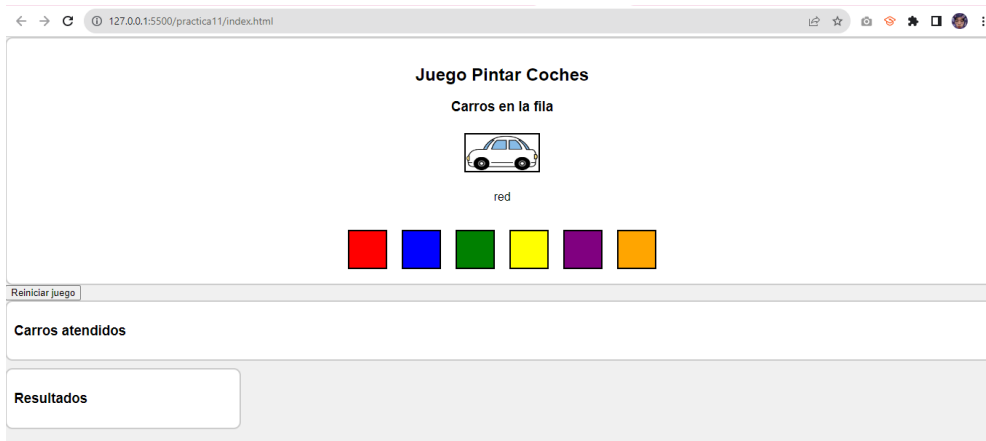 127.0.0.1:5500/practica11/index.html
Juego Pintar Coches
Carros en la fila
red
Reiniciar juego
Carros atendidos
Resultados